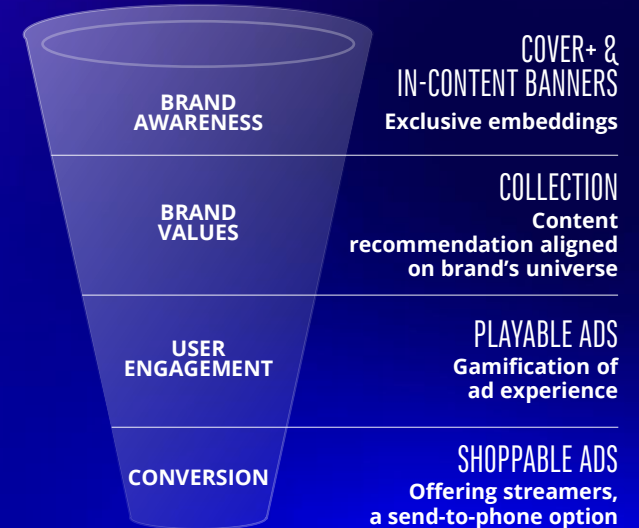 BRAND
AWARENESS
COVER+ &
IN-CONTENT BANNERS
Exclusive embeddings
BRAND
VALUES
COLLECTION
Content
recommendation aligned
on brand's universe
USER
ENGAGEMENT
PLAYABLE ADS
Gamification of
ad experience
CONVERSION
SHOPPABLE ADS
Offering streamers,
a send-to-phone option